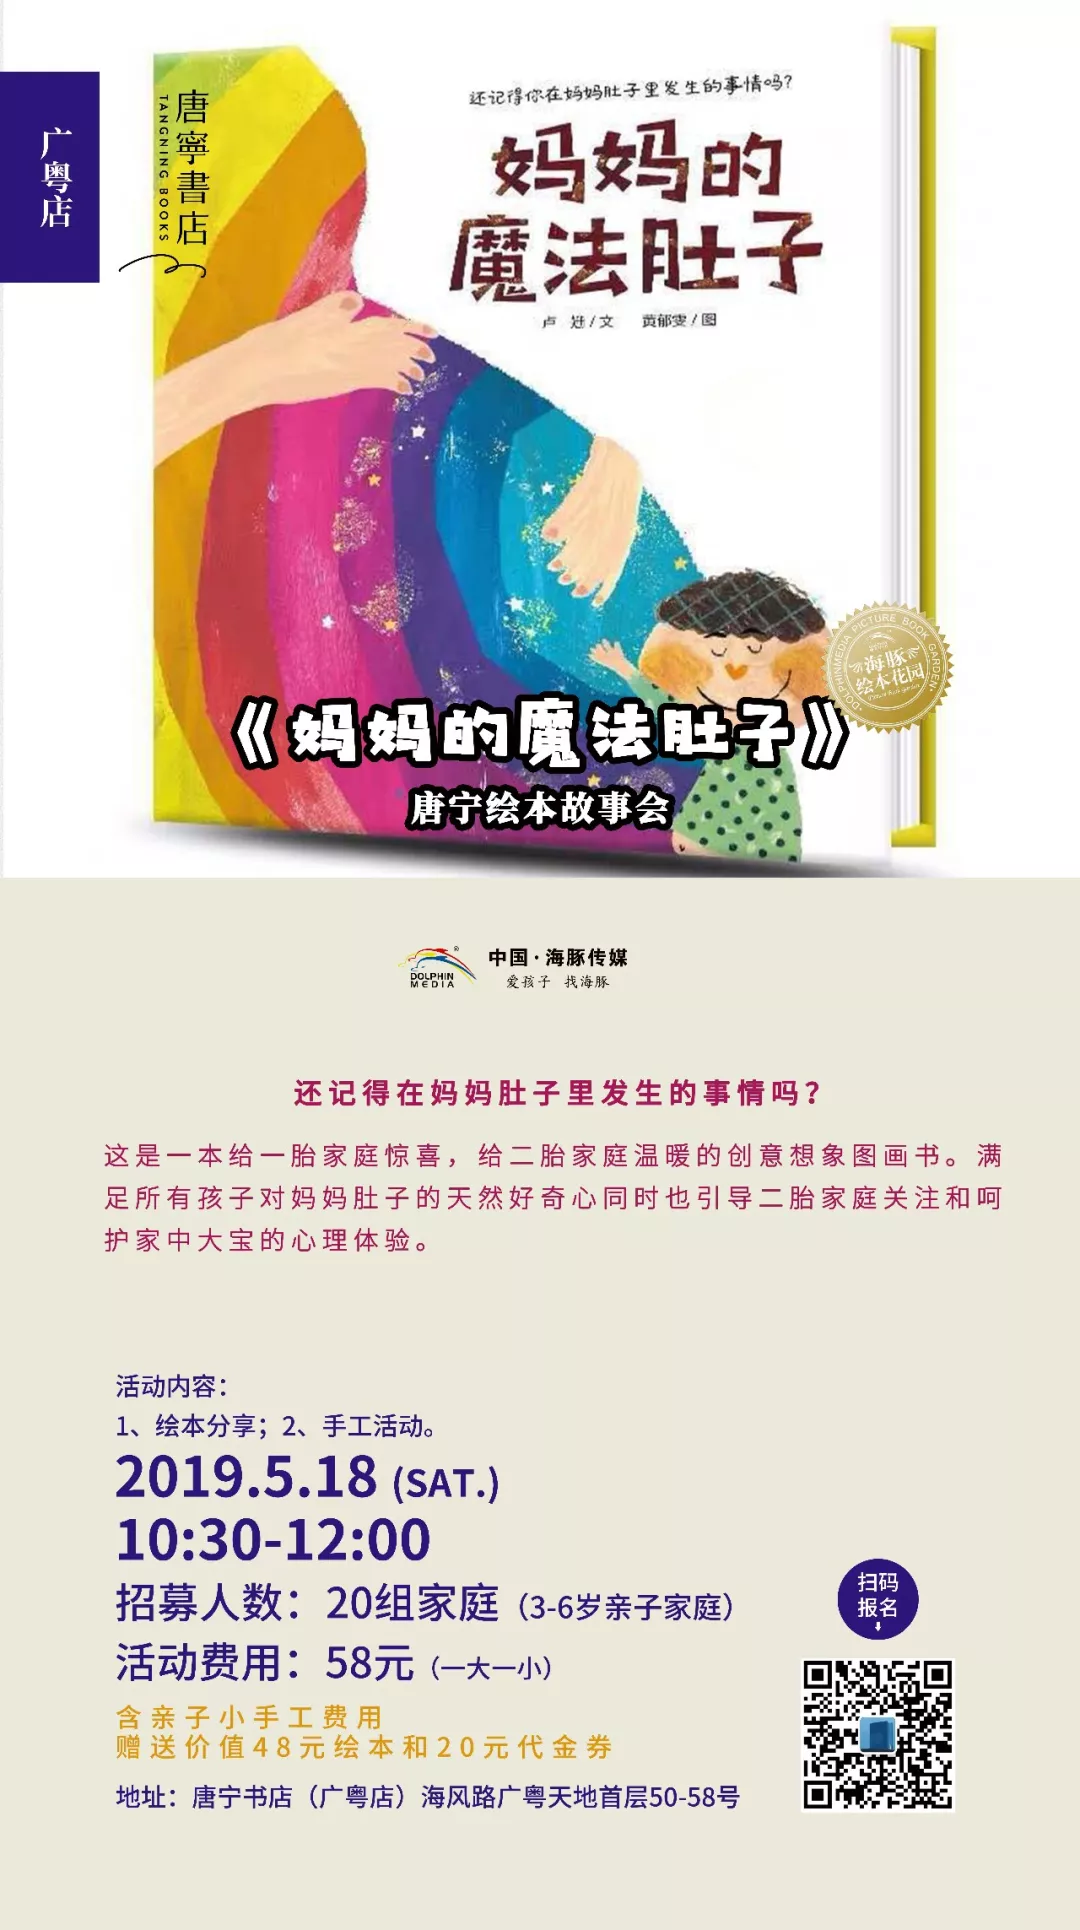 广粤店
唐寧書店
TANGNING BOOKS
还记得你在妈妈肚子里发生的事情吗？
妈妈的
魔法肚子
卢 /文 黄郁雯/图
DOLPHINMEDIA PICTURE BOOK GARDEN
海豚
绘本花园
《妈妈的魔法肚子》
唐宁绘本故事会
DOLPHIN
MEDIA
®
中国·海豚传媒
爱孩子 找海豚
还记得在妈妈肚子里发生的事情吗？
这是一本给一胎家庭惊喜，给二胎家庭温暖的创意想象图画书。满
足所有孩子对妈妈肚子的天然好奇心同时也引导二胎家庭关注和呵
护家中大宝的心理体验。
活动内容：
1、绘本分享；2、手工活动。
2019.5.18 (SAT.)
10:30-12:00
招募人数：20组家庭（3-6岁亲子家庭）
活动费用：58元（一大一小）
含亲子小手工费用
赠送价值48元绘本和20元代金券
地址：唐宁书店（广粤店）海风路广粤天地首层50-58号
扫码
报名